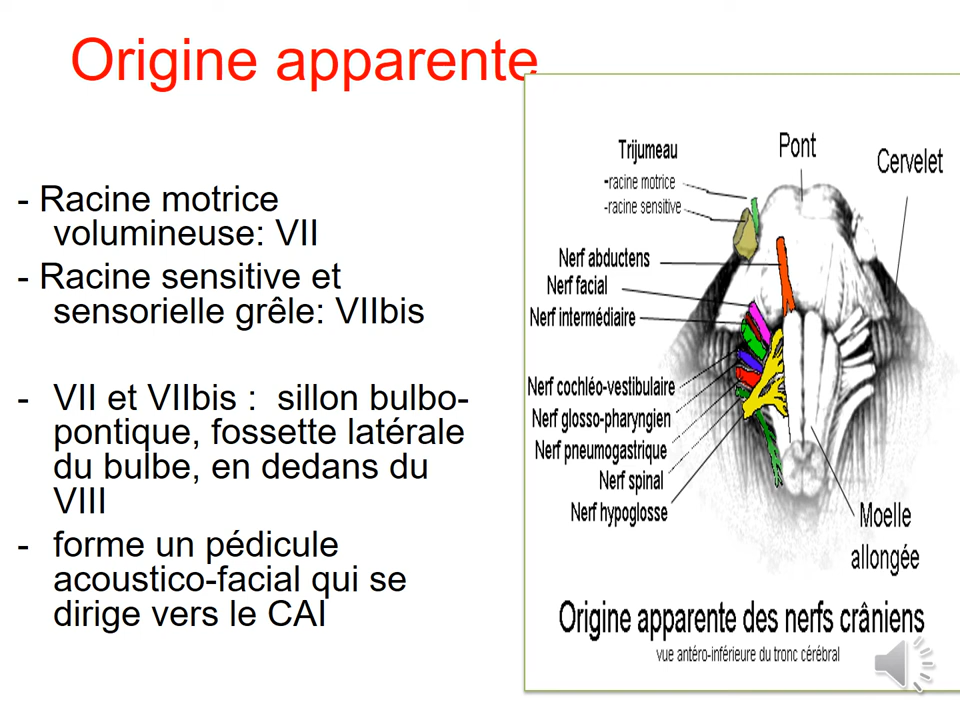 Origine apparente
- Racine motrice
volumineuse: VII
- Racine sensitive et
sensorielle grêle: VIIbis
- VII et VIIbis : sillon bulbo-
pontique, fossette latérale
du bulbe, en dedans du
VIII
- forme un pédicule
acoustico-facial qui se
dirige vers le CAI
Trijumeau
-racine motrice
-racine sensitive
Pont
Cervelet
Nerf abductens
Nerf facial
Nerf intermédiaire
Nerf cochléo-vestibulaire
Nerf glosso-pharyngien
Nerf pneumogastrique
Nerf spinal
Nerf hypoglosse
Moelle
allongée
Origine apparente des nerfs crâniens
vue antéro-inférieure du tronc cérébral